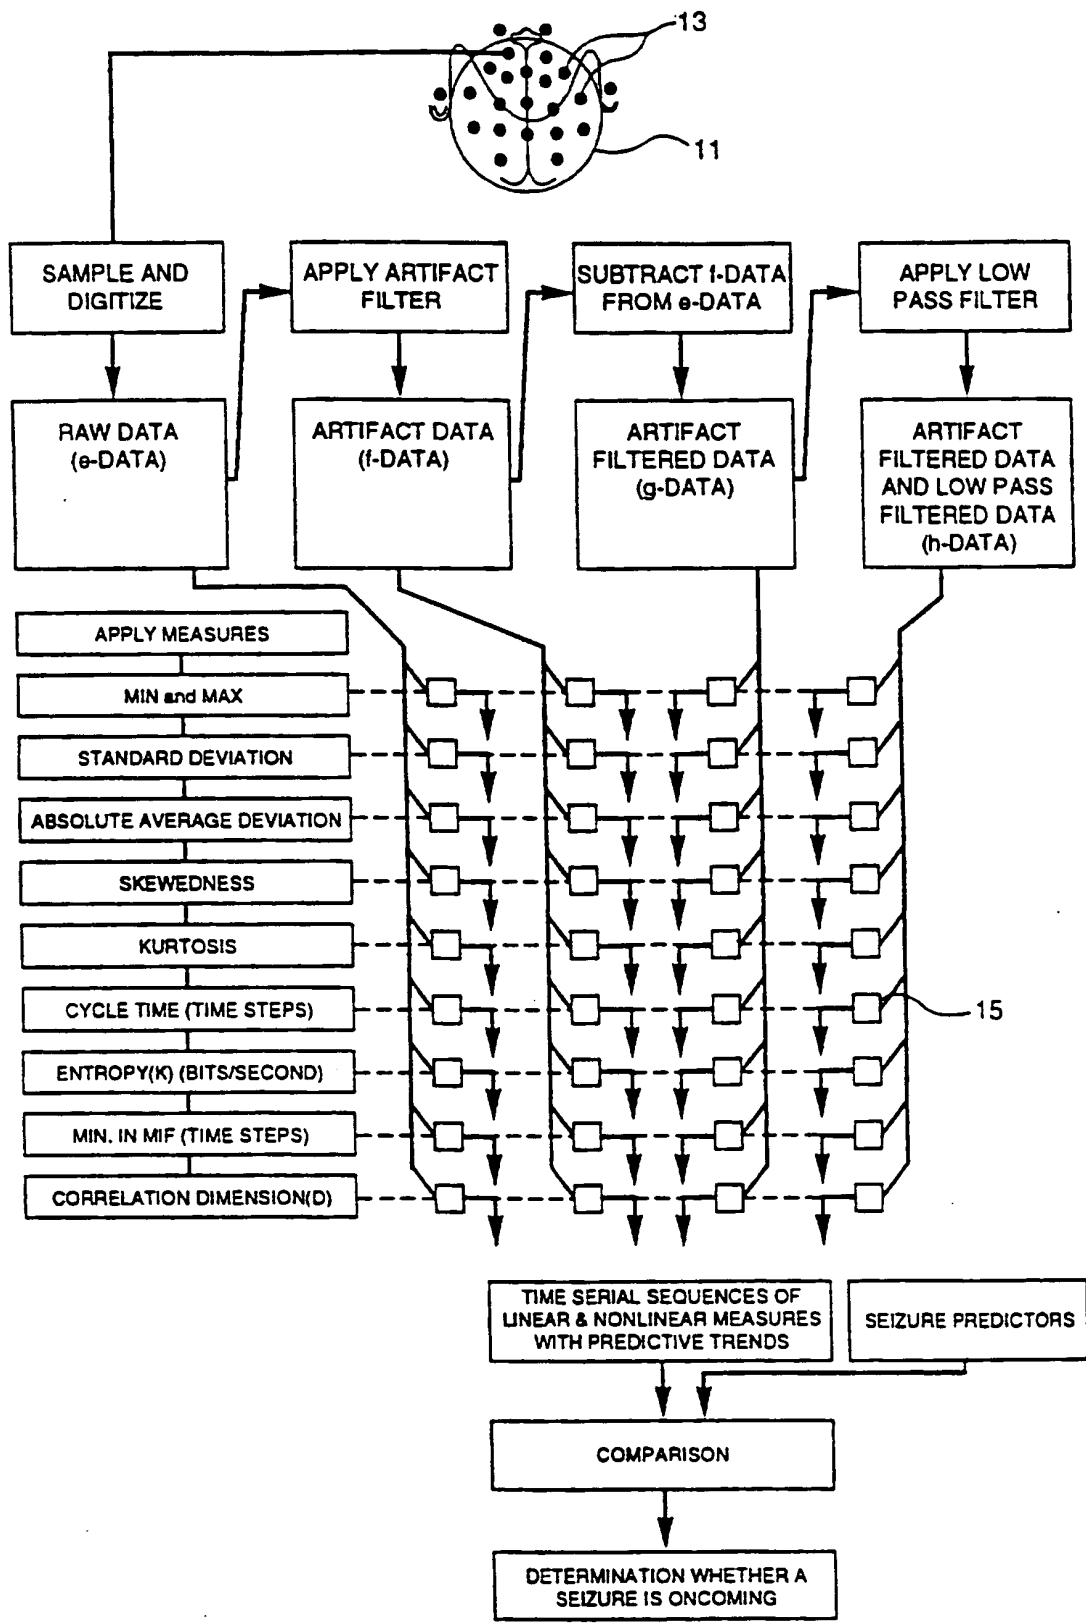 13
11
SAMPLE AND
DIGITIZE
APPLY ARTIFACT
FILTER
SUBTRACT f-DATA
FROM e-DATA
APPLY LOW
PASS FILTER
RAW DATA
(e-DATA)
ARTIFACT DATA
(f-DATA)
ARTIFACT
FILTERED DATA
(g-DATA)
ARTIFACT
FILTERED DATA
AND LOW PASS
FILTERED DATA
(h-DATA)
APPLY MEASURES
MIN and MAX
STANDARD DEVIATION
ABSOLUTE AVERAGE DEVIATION
SKEWEDNESS
KURTOSIS
CYCLE TIME (TIME STEPS)
15
ENTROPY(K) (BITS/SECOND)
MIN. IN MIF (TIME STEPS)
CORRELATION DIMENSION(D)
TIME SERIAL SEQUENCES OF
LINEAR & NONLINEAR MEASURES
WITH PREDICTIVE TRENDS
SEIZURE PREDICTORS
COMPARISON
DETERMINATION WHETHER A
SEIZURE IS ONCOMING